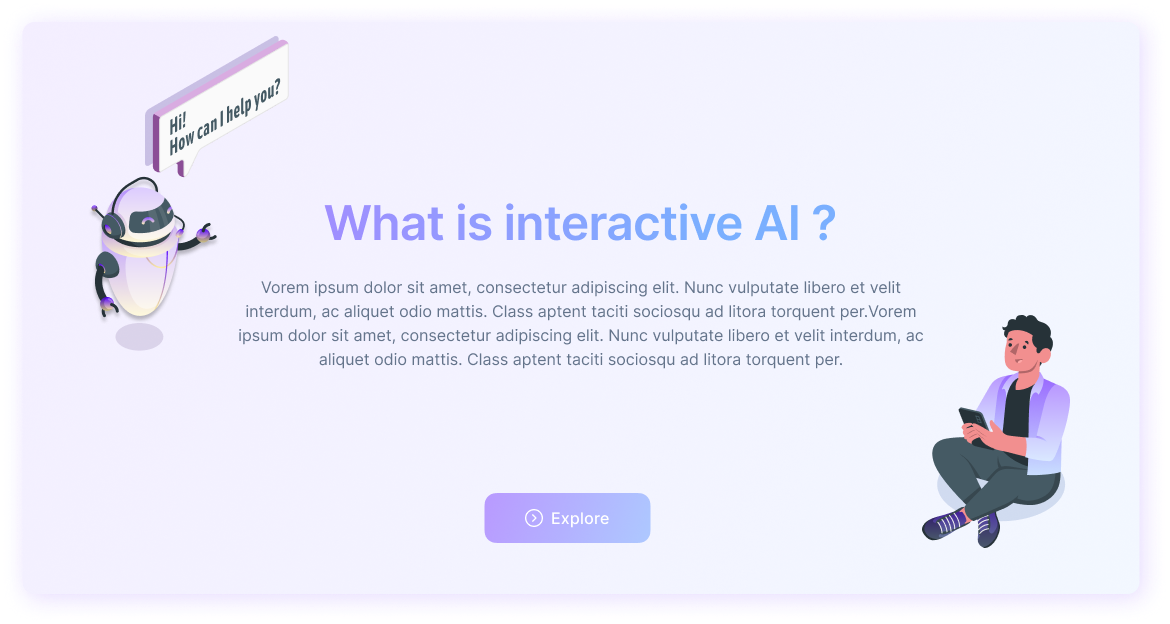 Hi!
How can I help you?
What is interactive AI ?
Vorem ipsum dolor sit amet, consectetur adipiscing elit. Nunc vulputate libero et velit
interdum, ac aliquet odio mattis. Class aptent taciti sociosqu ad litora torquent per.Vorem
ipsum dolor sit amet, consectetur adipiscing elit. Nunc vulputate libero et velit interdum, ac
aliquet odio mattis. Class aptent taciti sociosqu ad litora torquent per.
Explore